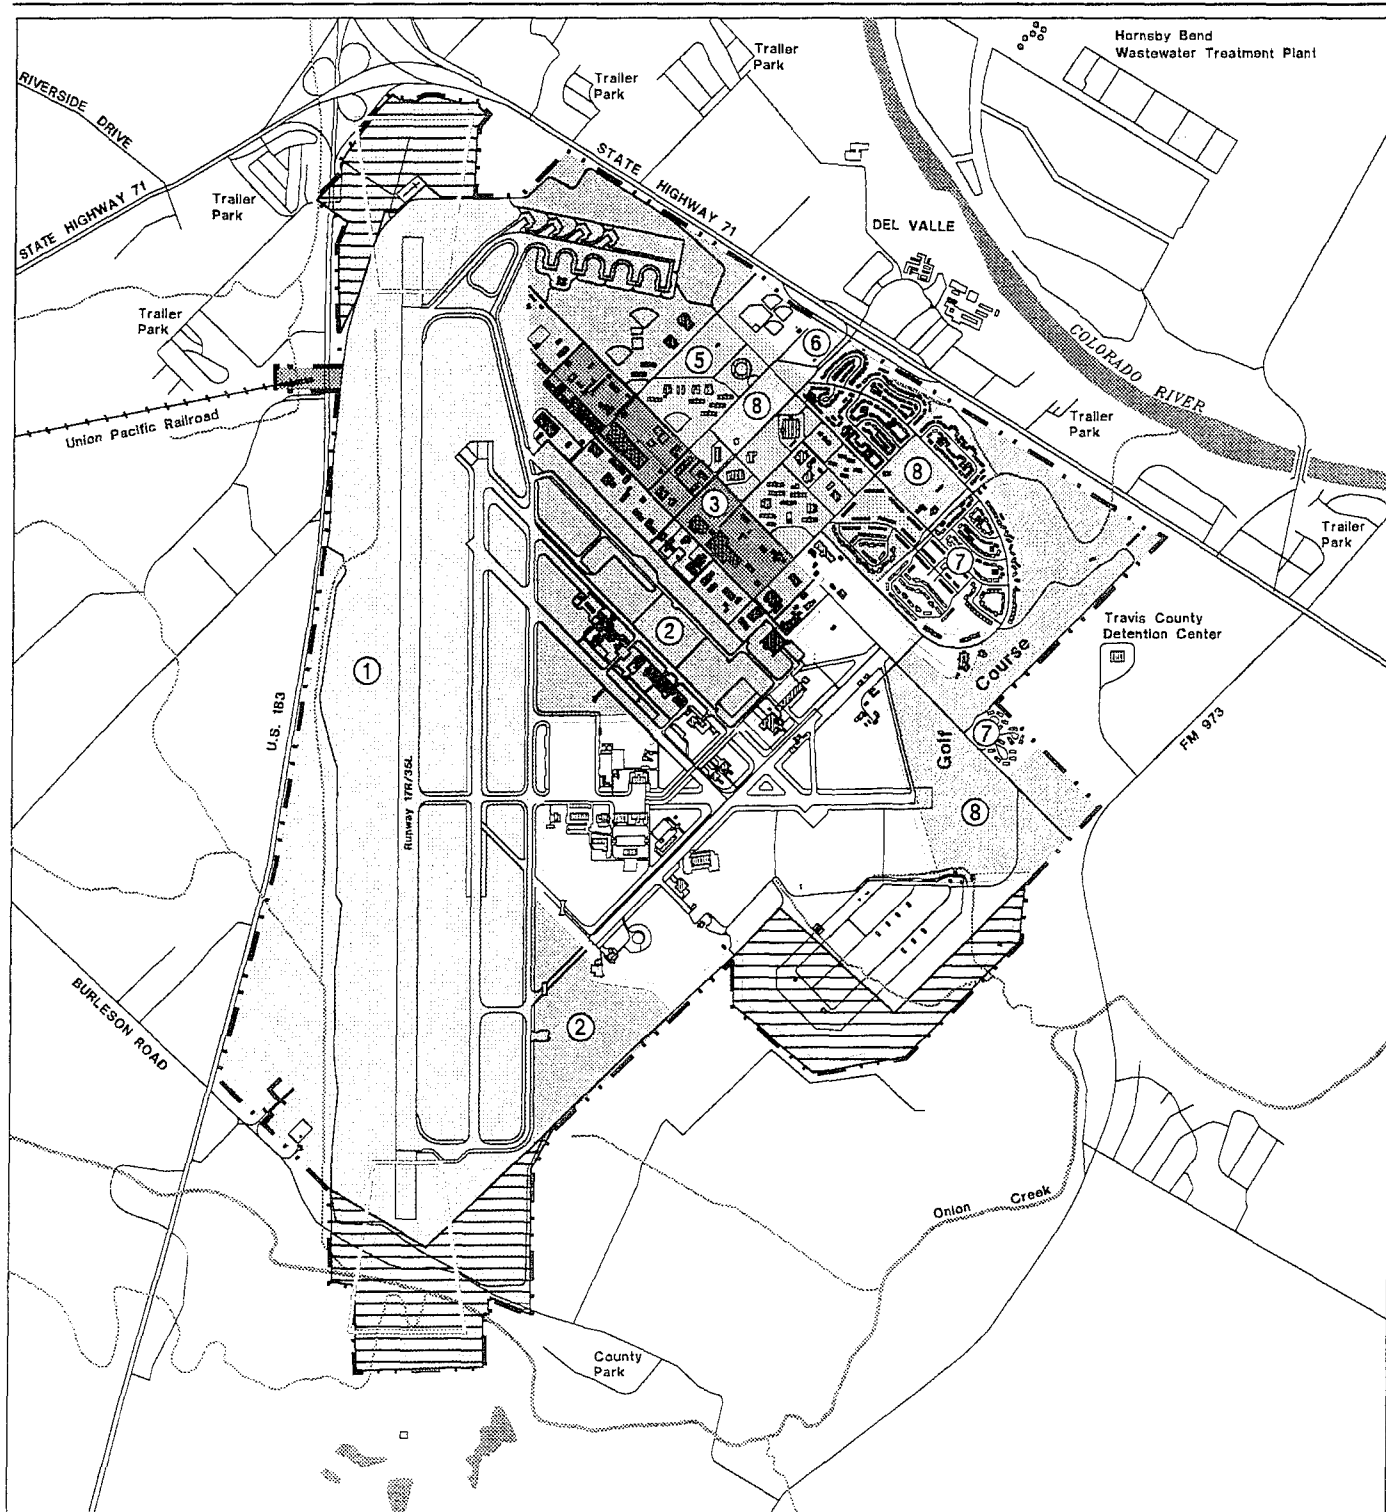 Hornsby Bend
Wastewater Treatment Plant
Trailer
Park
Trailer
Park
RIVERSIDE DRIVE
STATE HIGHWAY 71
STATE HIGHWAY 71
Trailer
Park
DEL VALLE
COLORADO RIVER
Trailer
Park
6
5
8
Union Pacific Railroad
Trailer
Park
8
3
Trailer
Park
7
2
Travis County
Detention Center
1
Golf Course
U.S. 183
7
FM 973
Runway 17R/35L
8
BURLESON ROAD
2
Onion Creek
County
Park